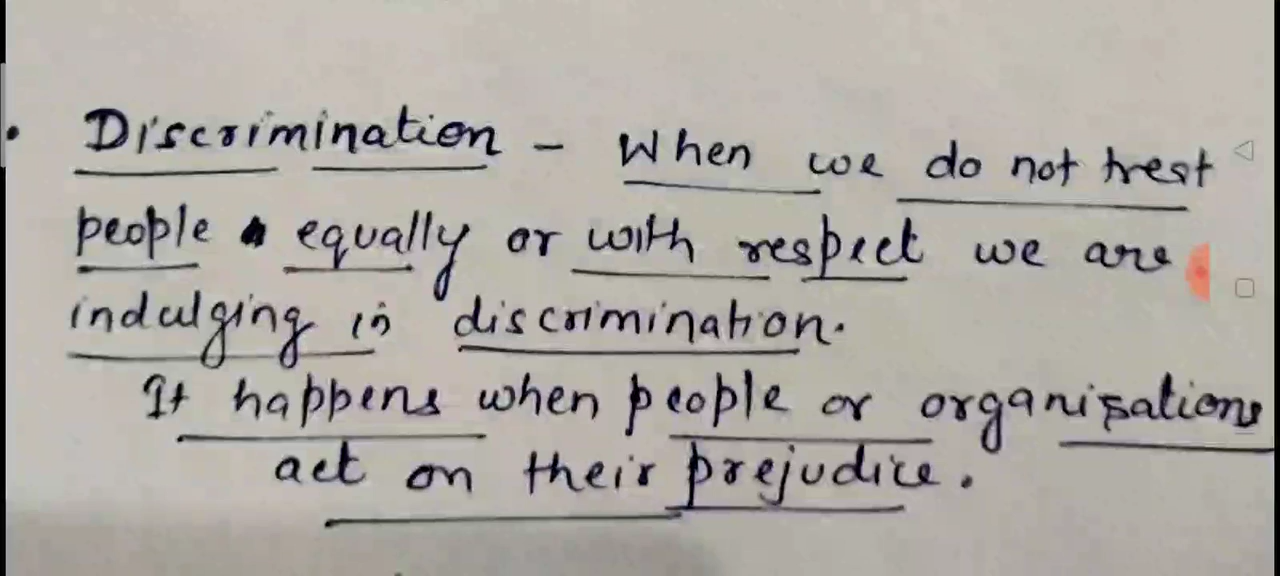 • Discrimination - When we do not treat
people equally or with respect we are
indulging in discrimination.
It happens when people or organisations
act on their prejudice.